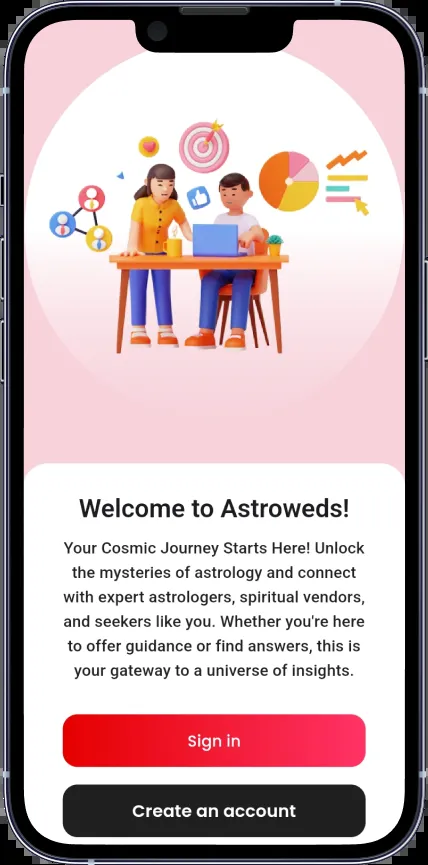 Welcome to Astroweds!
Your Cosmic Journey Starts Here! Unlock
the mysteries of astrology and connect
with expert astrologers, spiritual vendors,
and seekers like you. Whether you're here
to offer guidance or find answers, this is
your gateway to a universe of insights.
Sign in
Create an account